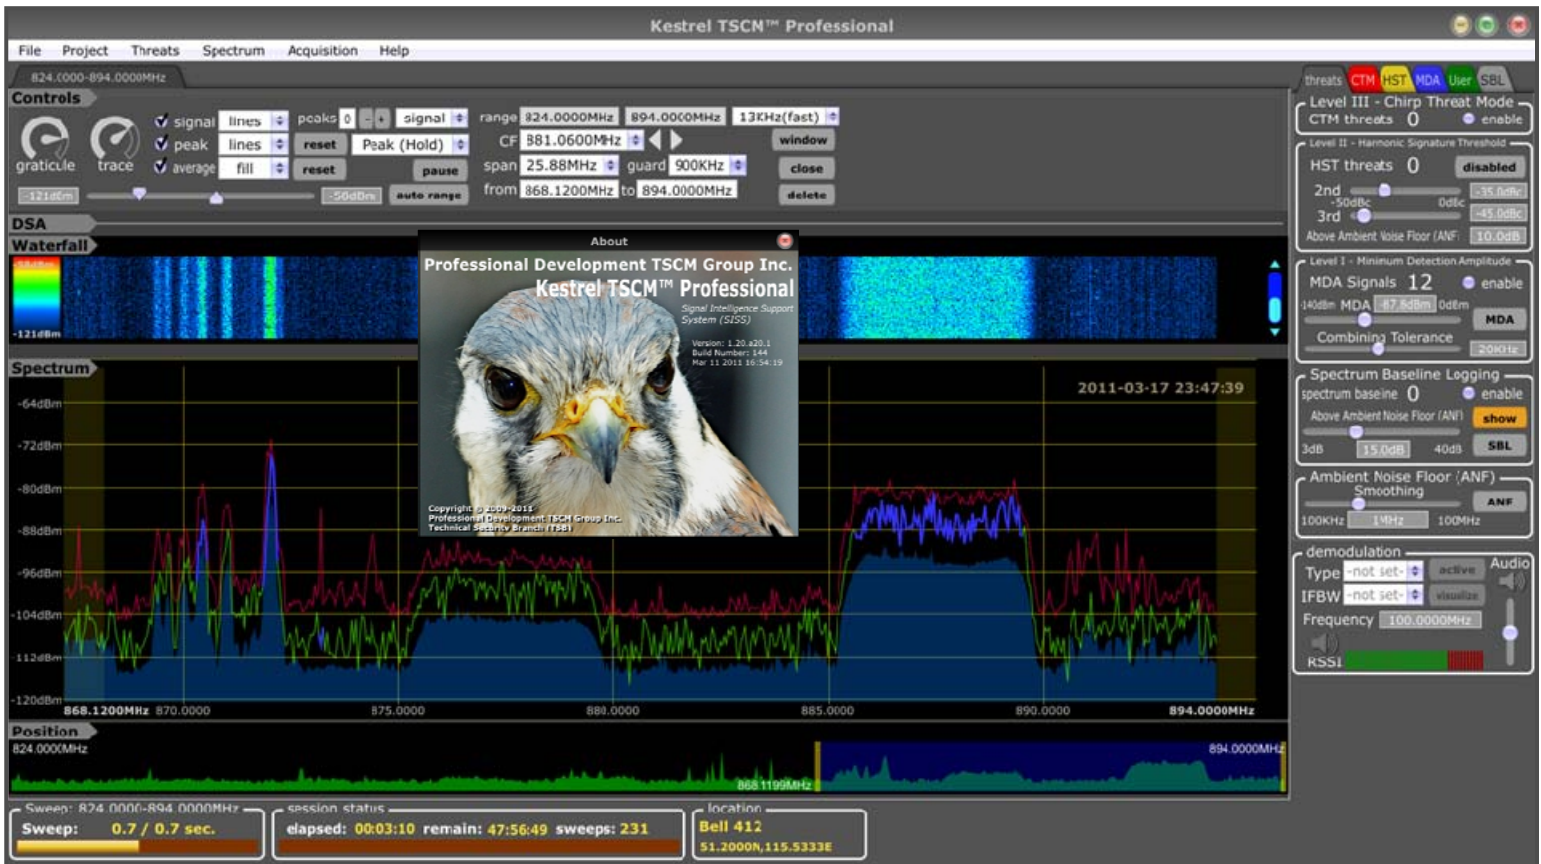 Kestrel TSCM™ Professional
File Project Threats Spectrum Acquisition Help
824.0000-894.0000MHz
Controls
graticule
trace
signal lines peaks 0 - + signal
peak lines reset Peak (Hold)
average fill reset pause
-121dBm -50dBm auto range
range 824.0000MHz 894.0000MHz 13KHz(fast)
CF 881.0600MHz window
span 25.88MHz guard 900KHz close
from 868.1200MHz to 894.0000MHz delete
DSA
Waterfall
-121dBm
About
Professional Development TSCM Group Inc.
Kestrel TSCM™ Professional
Signal Intelligence Support
System (SISS)
Version: 1.20.a20.1
Build Number: 144
Mar 11 2011 16:54:19
Copyright © 2009-2011
Professional Development TSCM Group Inc.
Technical Security Branch (TSB)
Spectrum
2011-03-17 23:47:39
-64dBm
-72dBm
-80dBm
-88dBm
-96dBm
-104dBm
-112dBm
-120dBm
868.1200MHz 870.0000 875.0000 880.0000 885.0000 890.0000 894.0000MHz
Position
824.0000MHz 894.0000MHz
868.1199MHz
Sweep: 824.0000-894.0000MHz
Sweep: 0.7 / 0.7 sec.
session status
elapsed: 00:03:10 remain: 47:56:49 sweeps: 231
location
Bell 412
51.2000N,115.5333E
threats CTM HST MDA User SBL
Level III - Chirp Threat Mode
CTM threats 0 enable
Level II - Harmonic Signature Threshold
HST threats 0 disabled
2nd -35.0dBc
-50dBc 0dBc
3rd -45.0dBc
Above Ambient Noise Floor (ANF) 10.0dB
Level I - Minimum Detection Amplitude
MDA Signals 12 enable
-140dBm MDA -87.8dBm 0dBm
MDA
Combining Tolerance
20KHz
Spectrum Baseline Logging
spectrum baseline 0 enable
Above Ambient Noise Floor (ANF) show
3dB 15.0dB 40dB SBL
Ambient Noise Floor (ANF)
Smoothing
ANF
100KHz 1MHz 100MHz
demodulation
Type -not set- active Audio
IFBW -not set- visualize
Frequency 100.0000MHz
RSSI